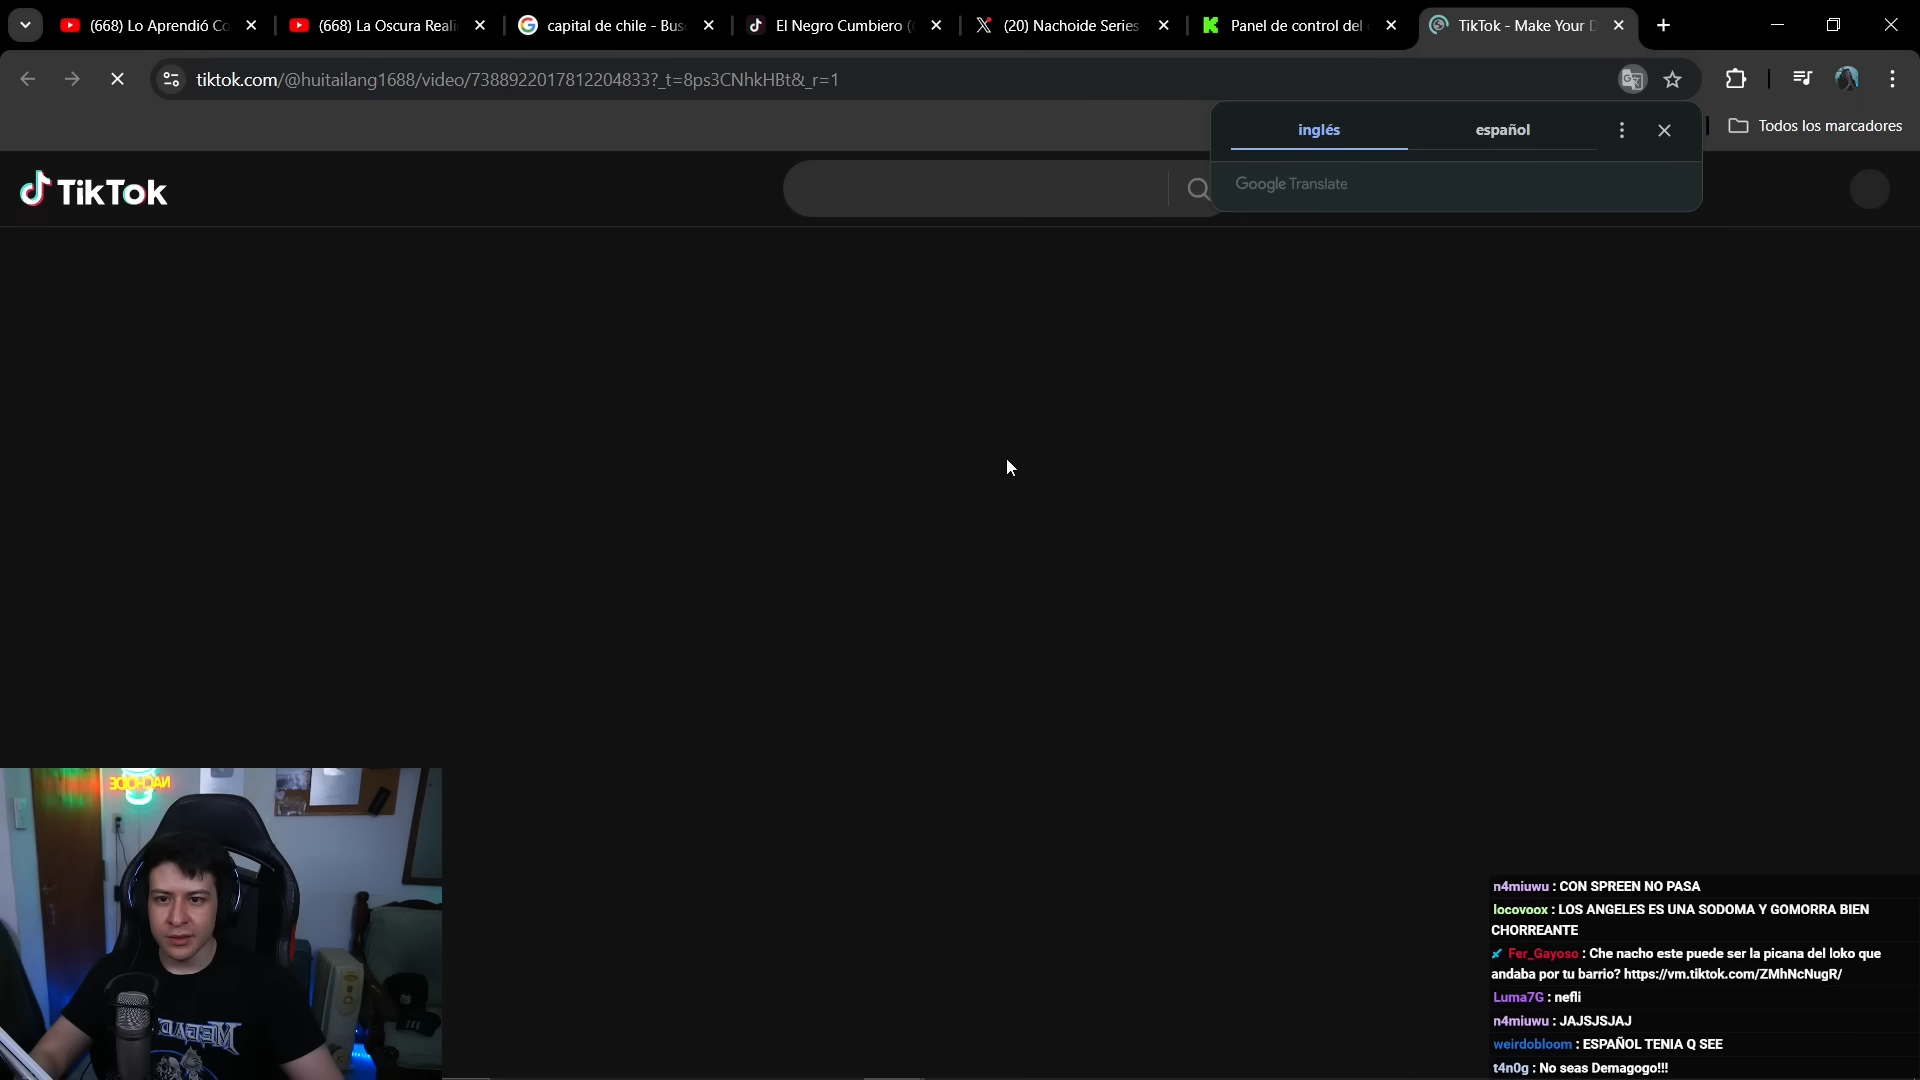 (668) Lo Aprendió Co
(668) La Oscura Reali
capital de chile - Bus
El Negro Cumbiero (
(20) Nachoide Series
Panel de control del
TikTok - Make Your D
tiktok.com/@huitailang1688/video/7388922017812204833?_t=8ps3CNhkHBt&_r=1
Todos los marcadores
inglés
español
Google Translate
TikTok
NACHOIDE
MEGAD
n4miuwu : CON SPREEN NO PASA
locovoox : LOS ANGELES ES UNA SODOMA Y GOMORRA BIEN
CHORREANTE
Fer_Gayoso : Che nacho este puede ser la picana del loko que
andaba por tu barrio? https://vm.tiktok.com/ZMhNcNugR/
Luma7G : nefli
n4miuwu : JAJSJSJAJ
weirdobloom : ESPAÑOL TENIA Q SEE
t4n0g : No seas Demagogo!!!